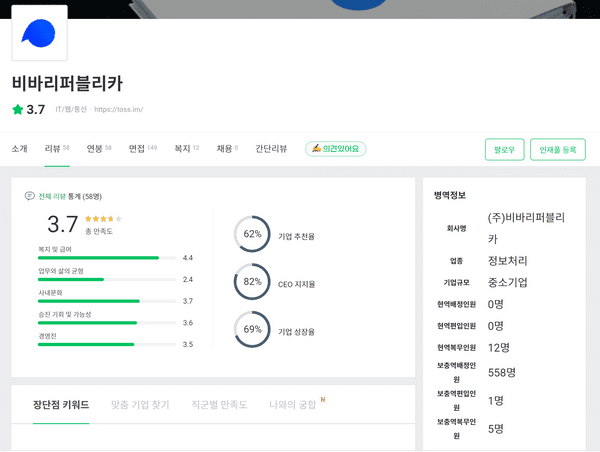 비바리퍼블리카
3.7 IT/웹/통신 · https://toss.im/
소개 리뷰 58 연봉 56 면접 149 복지 12 채용 0 간단리뷰 의견있어요 팔로우 인재풀 등록
전체 리뷰 통계 (58명)
3.7
총 만족도
복지 및 급여
4.4
업무와 삶의 균형
2.4
사내문화
3.7
승진 기회 및 가능성
3.6
경영진
3.5
62% 기업 추천율
82% CEO 지지율
69% 기업 성장율
장단점 키워드 맞춤 기업 찾기 직군별 만족도 나와의 궁합 N
병역정보
회사명 (주)비바리퍼블리
카
업종 정보처리
기업규모 중소기업
현역배정인원 0명
현역편입인원 0명
현역복무인원 12명
보충역배정인
원 558명
보충역편입인
원 1명
보충역복무인
원 5명